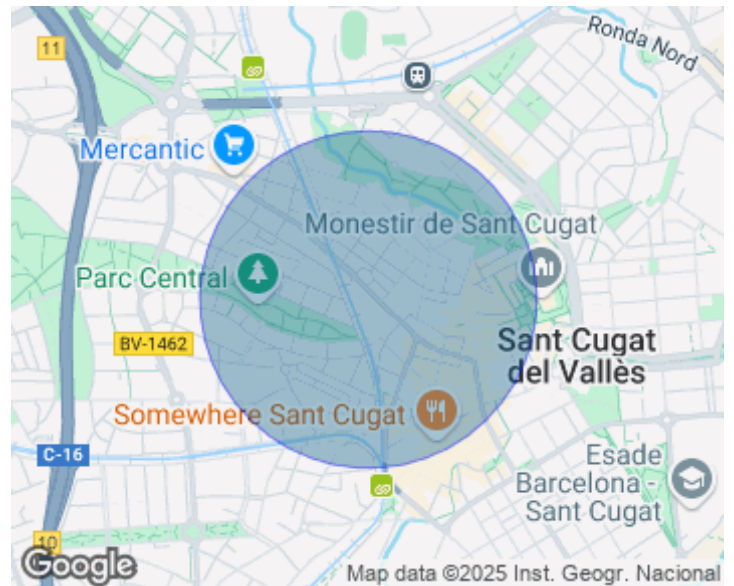 11
Ronda Nord
Mercantic
Monestir de Sant Cugat
Parc Central
BV-1462
Sant Cugat
del Vallès
Somewhere Sant Cugat
C-16
Esade
Barcelona -
Sant Cugat
10
Google
Map data ©2025 Inst. Geogr. Nacional